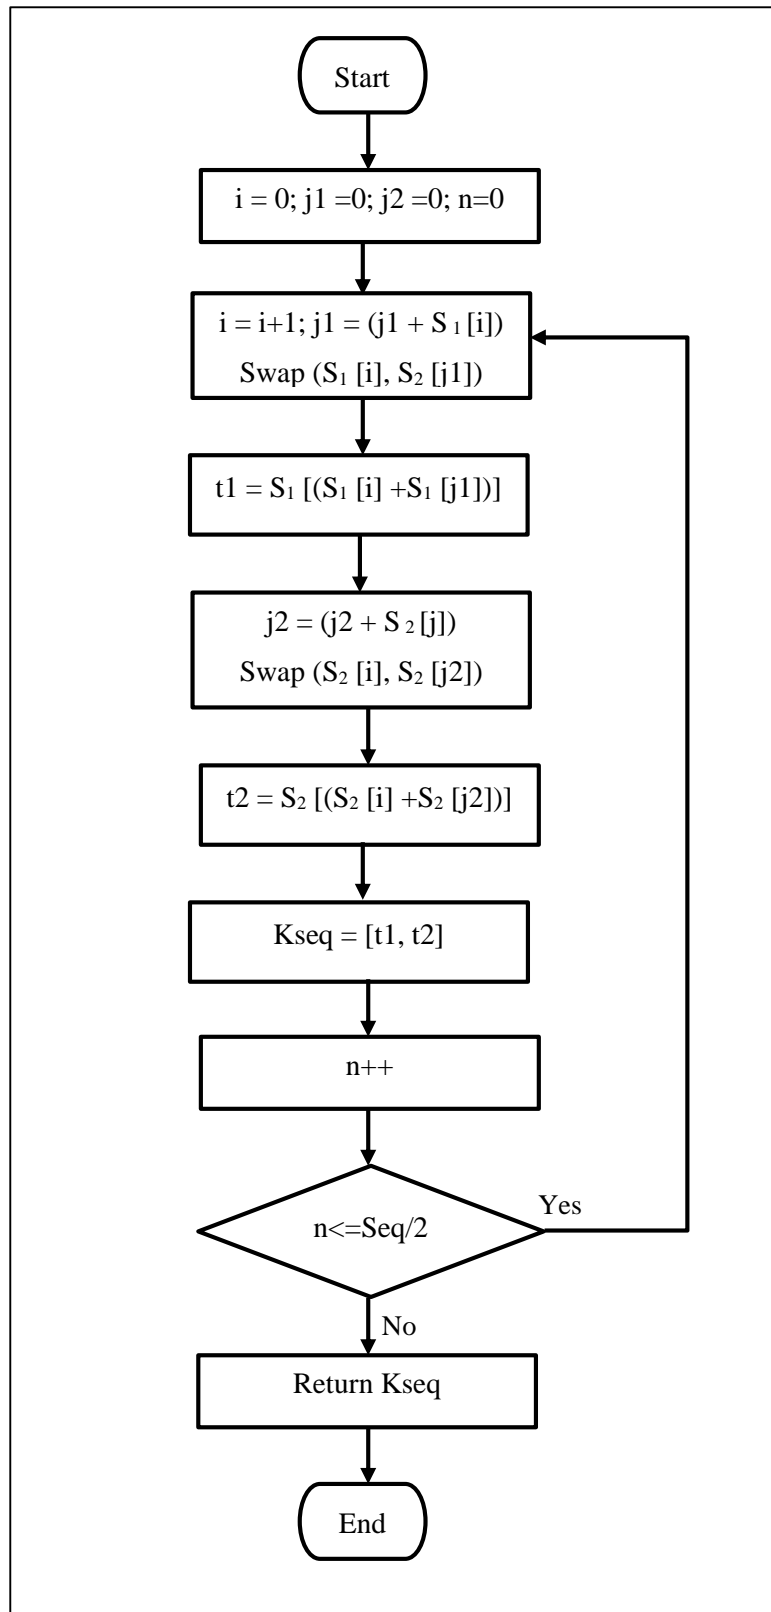 Start
i = 0; j1 =0; j2 =0; n=0
i = i+1; j1 = (j1 + S₁[i])
Swap (S₁ [i], S₂ [j1])
t1 = S₁ [(S₁ [i] +S₁ [j1])]
j2 = (j2 + S₂[j])
Swap (S₂ [i], S₂ [j2])
t2 = S₂ [(S₂ [i] +S₂ [j2])]
Kseq = [t1, t2]
n++
n<=Seq/2
Yes
No
Return Kseq
End